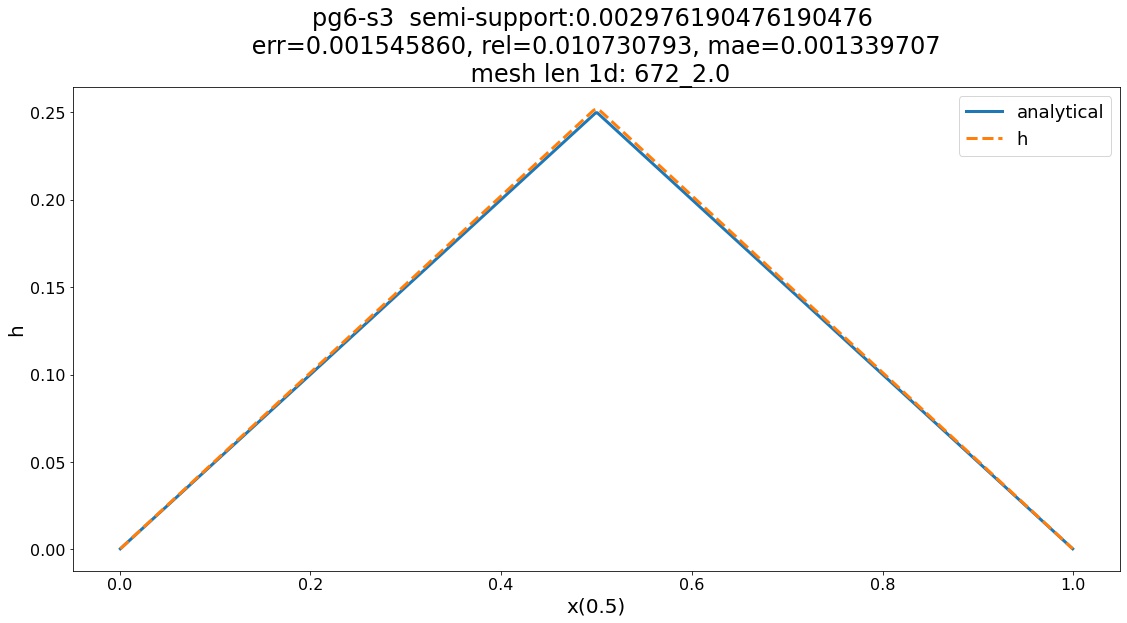 pg6-s3  semi-support:0.002976190476190476
err=0.001545860, rel=0.010730793, mae=0.001339707
mesh len 1d: 672_2.0
analytical
h
0.25
0.20
0.15
0.10
0.05
0.00
h
0.0 0.2 0.4 0.6 0.8 1.0
x(0.5)